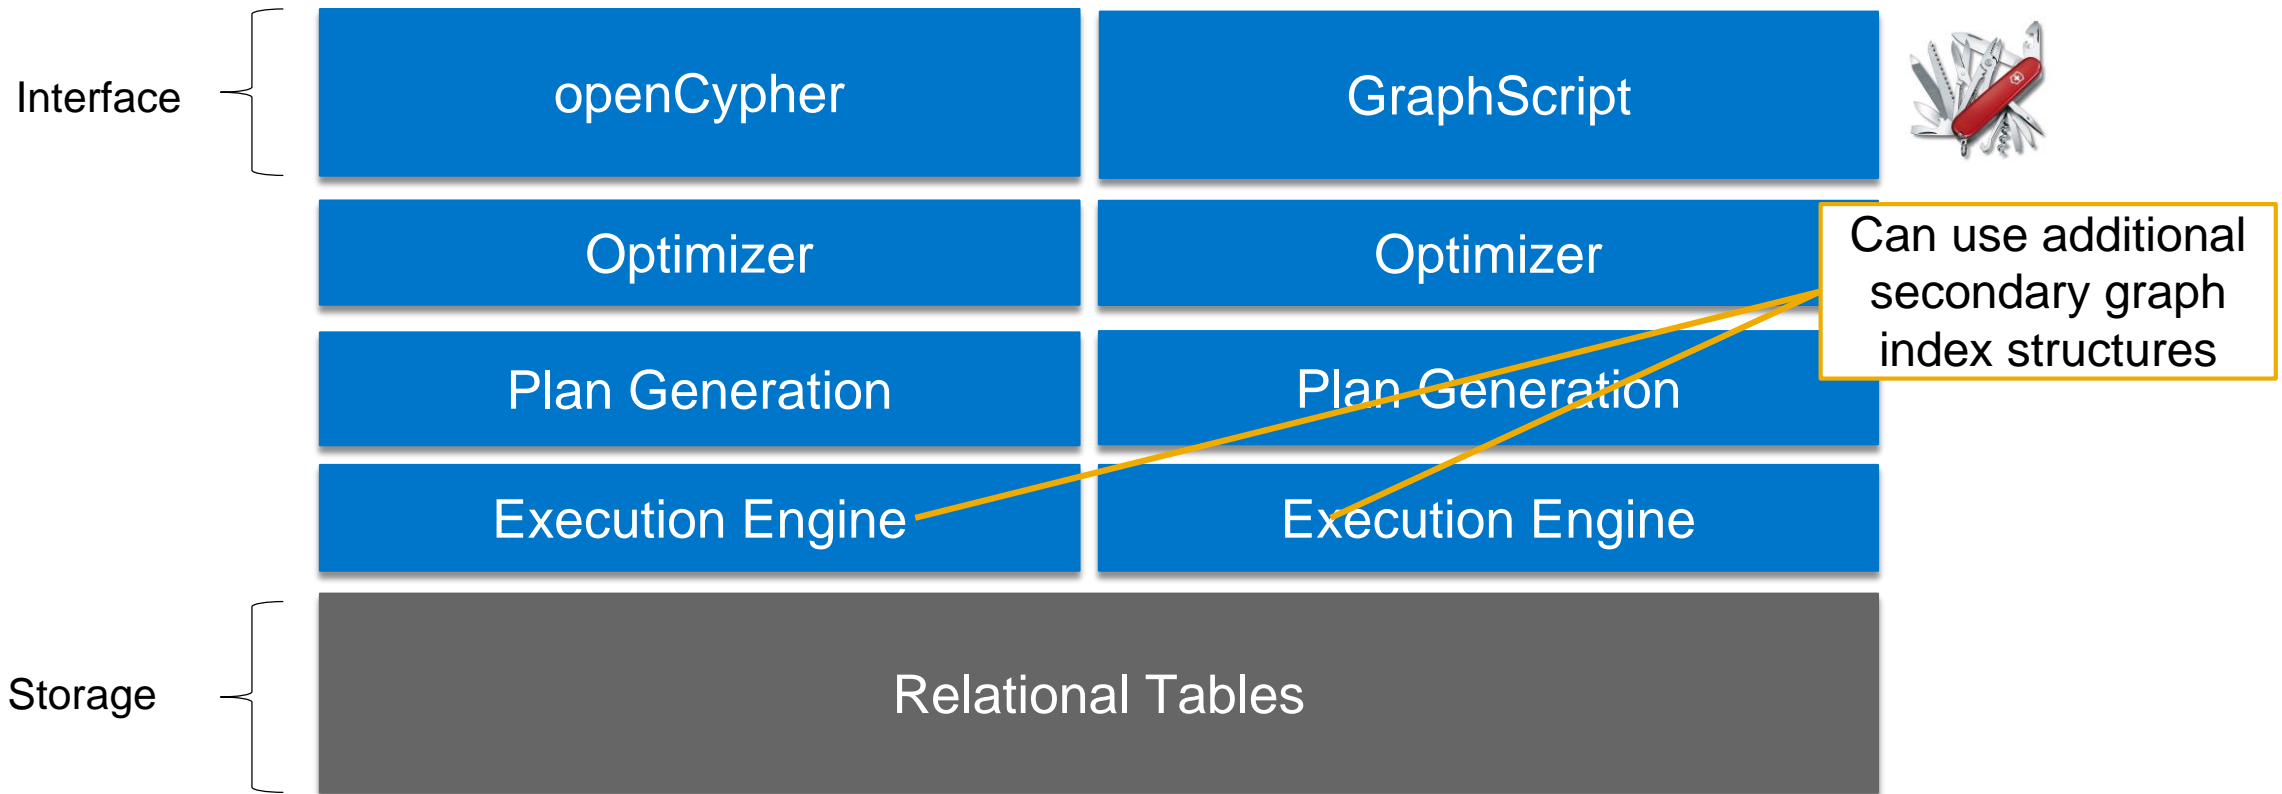 Interface
openCypher
GraphScript
Optimizer
Optimizer
Can use additional
secondary graph
index structures
Plan Generation
Plan Generation
Execution Engine
Execution Engine
Storage
Relational Tables